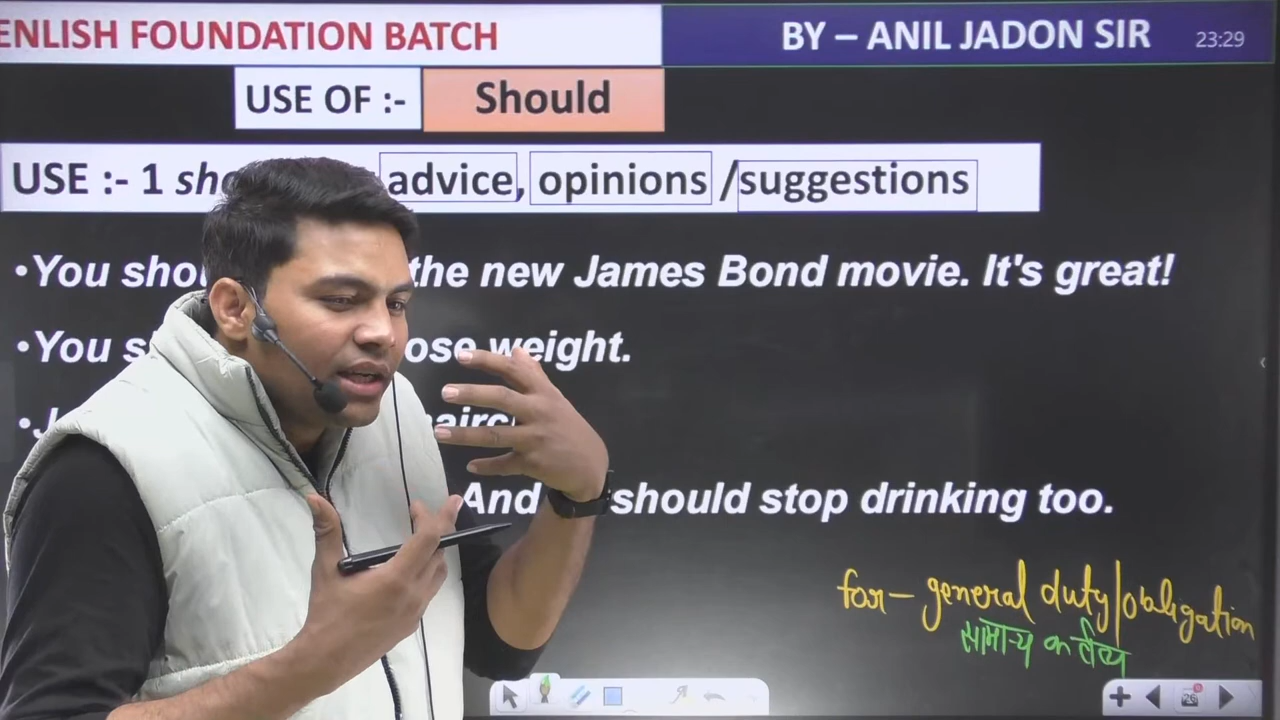 ENLISH FOUNDATION BATCH
BY – ANIL JADON SIR
23:29
USE OF :- Should
USE :- 1 advice, opinions /suggestions
•You the new James Bond movie. It's great!
•You weight.
And should stop drinking too.
for – general duty/obligation
सामान्य कर्तव्य
26